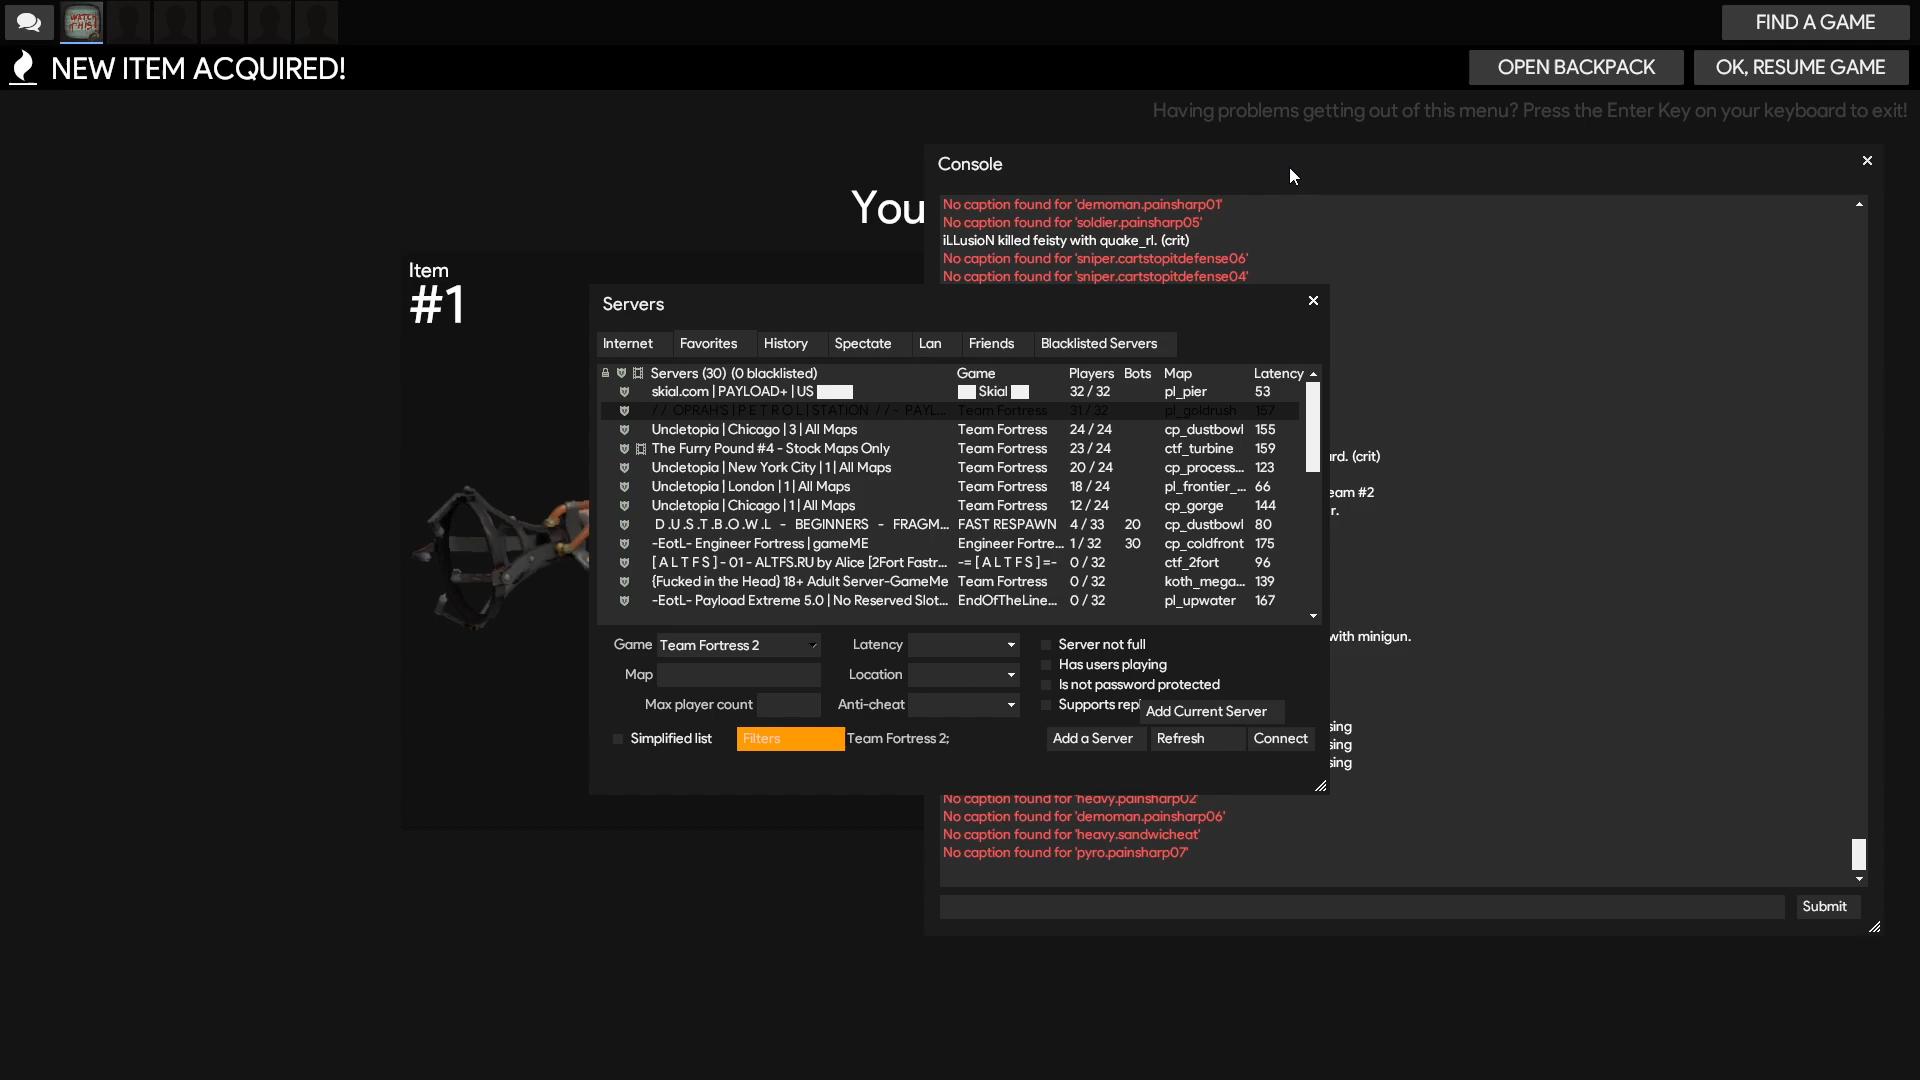 WATCH THIS!
FIND A GAME
NEW ITEM ACQUIRED!
OPEN BACKPACK
OK, RESUME GAME
Having problems getting out of this menu? Press the Enter Key on your keyboard to exit!
You
Item
#1
Console
No caption found for 'demoman.painsharp01'
No caption found for 'soldier.painsharp05'
iLLusioN killed feisty with quake_rl. (crit)
No caption found for 'sniper.cartstopitdefense06'
No caption found for 'sniper.cartstopitdefense04'
Servers
Internet Favorites History Spectate Lan Friends Blacklisted Servers
Servers (30) (0 blacklisted) Game Players Bots Map Latency
skial.com | PAYLOAD+ | US Skial 32 / 32 pl_pier 53
// OPRAH'S | P E T R O L | STATION // - PAYL... Team Fortress 31 / 32 pl_goldrush 157
Uncletopia | Chicago | 3 | All Maps Team Fortress 24 / 24 cp_dustbowl 155
The Furry Pound #4 - Stock Maps Only Team Fortress 23 / 24 ctf_turbine 159
Uncletopia | New York City | 1 | All Maps Team Fortress 20 / 24 cp_process... 123
Uncletopia | London | 1 | All Maps Team Fortress 18 / 24 pl_frontier_... 66
Uncletopia | Chicago | 1 | All Maps Team Fortress 12 / 24 cp_gorge 144
D.U.S.T.B.O.W.L - BEGINNERS - FRAGM... FAST RESPAWN 4 / 33 20 cp_dustbowl 80
-EotL- Engineer Fortress | gameME Engineer Fortre... 1 / 32 30 cp_coldfront 175
[ A L T F S ] - 01 - ALTFS.RU by Alice [2Fort Fastr... -= [ A L T F S ] =- 0 / 32 ctf_2fort 96
{Fucked in the Head} 18+ Adult Server-GameMe Team Fortress 0 / 32 koth_mega... 139
-EotL- Payload Extreme 5.0 | No Reserved Slot... EndOfTheLine... 0 / 32 pl_upwater 167
rd. (crit)
eam #2
r.
with minigun.
sing
sing
sing
Game Team Fortress 2 Latency Server not full
Map Location Has users playing
Is not password protected
Max player count Anti-cheat Supports repl
Add Current Server
Simplified list Filters Team Fortress 2; Add a Server Refresh Connect
No caption found for 'heavy.painsharp02'
No caption found for 'demoman.painsharp06'
No caption found for 'heavy.sandwicheat'
No caption found for 'pyro.painsharp07'
Submit